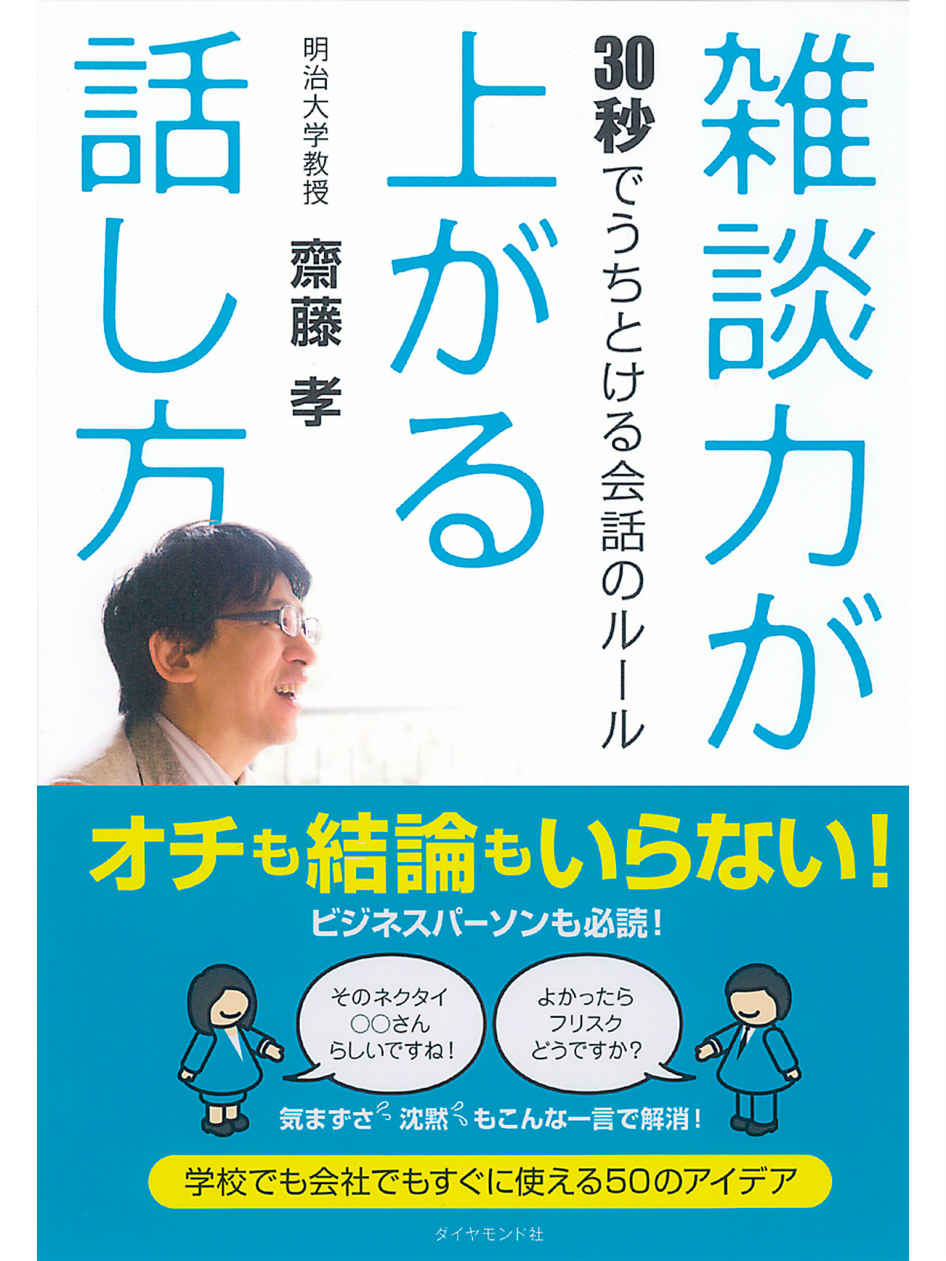 雑談力が
30秒でうちとける会話のルール
上がる
明治大学教授 齋藤 孝
話し方
オチも結論もいらない!
ビジネスパーソンも必読!
そのネクタイ
○○さん
らしいですね!
よかったら
フリスク
どうですか?
気まずさ 沈黙 もこんな一言で解消!
学校でも会社でもすぐに使える50のアイデア
ダイヤモンド社